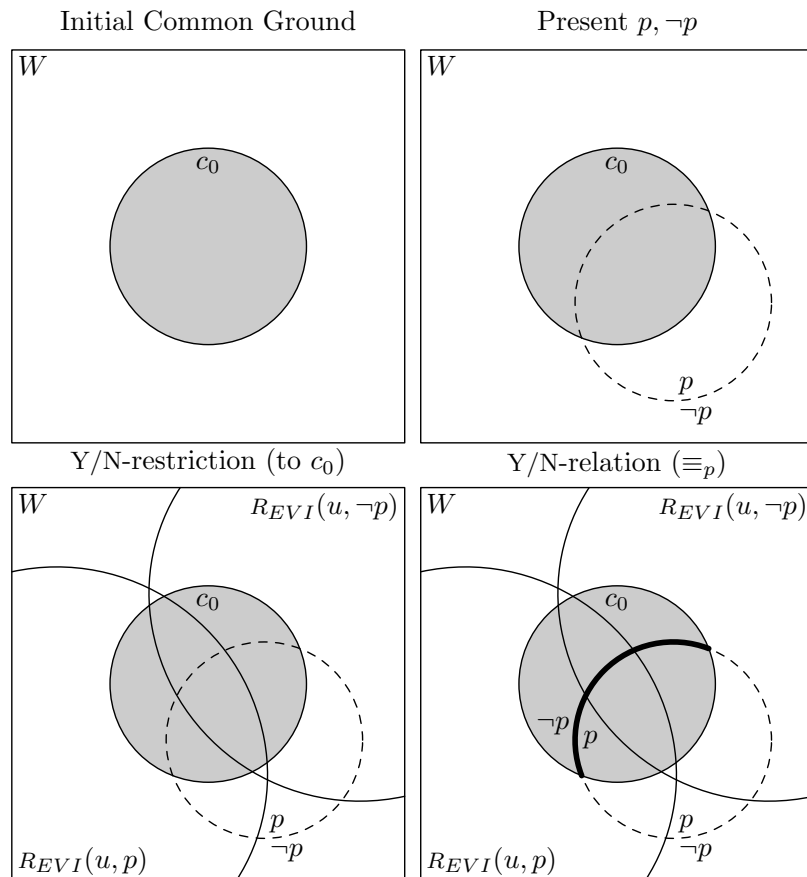 Initial Common Ground
W
c₀
Present p, ¬p
W
c₀
p
¬p
Y/N-restriction (to c₀)
W
R_EVI(u, ¬p)
c₀
p
¬p
R_EVI(u, p)
Y/N-relation (≡ₚ)
W
R_EVI(u, ¬p)
c₀
¬p
p
p
¬p
R_EVI(u, p)